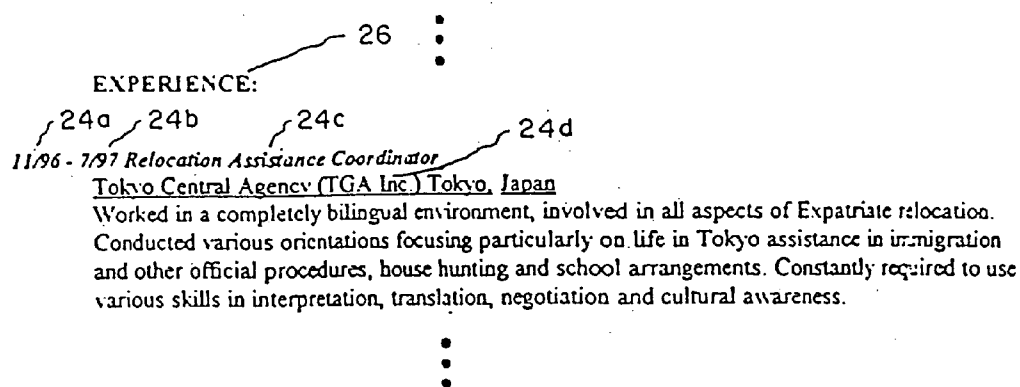 26
EXPERIENCE:
24a 24b 24c 24d
11/96 - 7/97 Relocation Assistance Coordinator
Tokyo Central Agency (TGA Inc.) Tokyo, Japan
Worked in a completely bilingual environment, involved in all aspects of Expatriate relocation.
Conducted various orientations focusing particularly on life in Tokyo assistance in immigration
and other official procedures, house hunting and school arrangements. Constantly required to use
various skills in interpretation, translation, negotiation and cultural awareness.